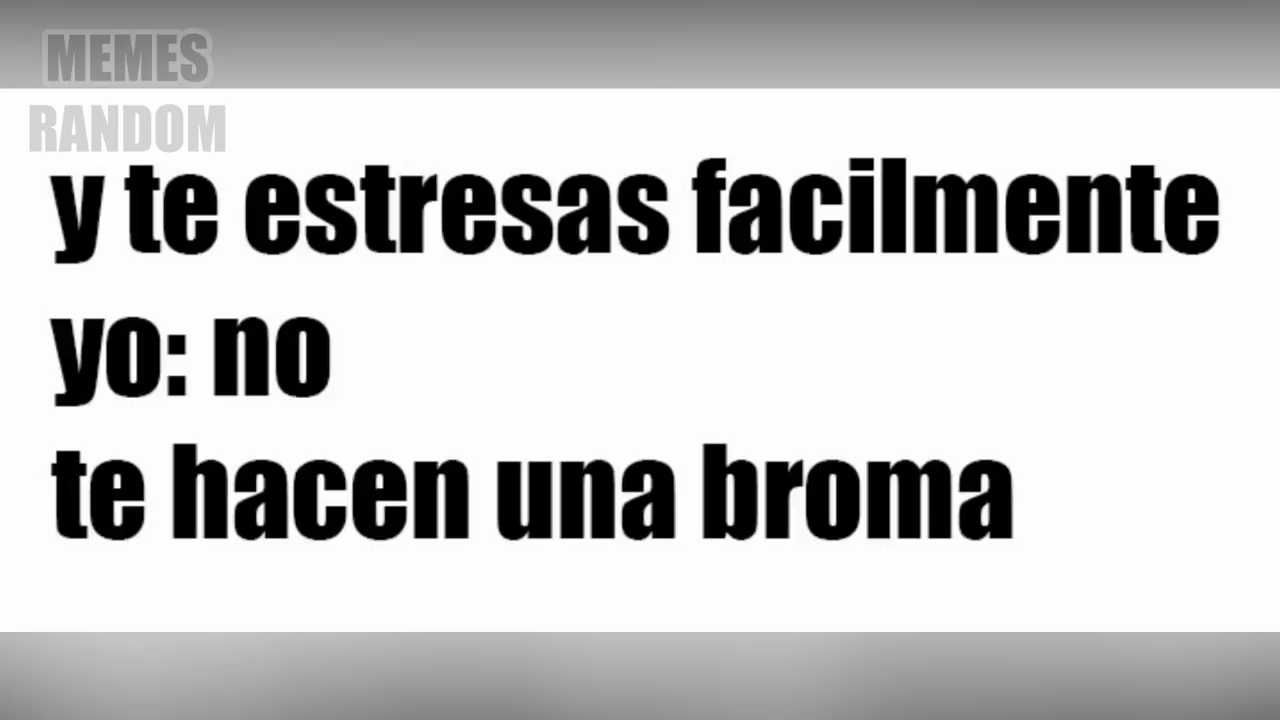 MEMES
RANDOM
y te estresas facilmente
yo: no
te hacen una broma